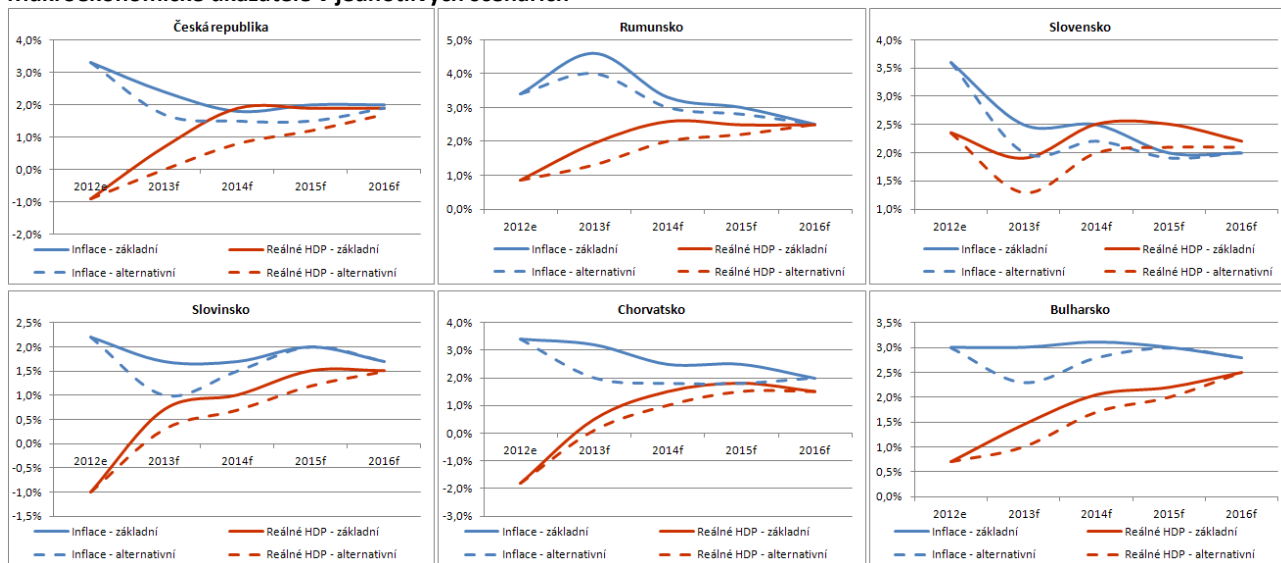 Makroekonomické ukazatele v jednotlivých scénářích
Česká republika
4,0%
3,0%
2,0%
1,0%
0,0%
-1,0%
-2,0%
2012e 2013f 2014f 2015f 2016f
Inflace - základní Reálné HDP - základní
Inflace - alternativní Reálné HDP - alternativní
Rumunsko
5,0%
4,0%
3,0%
2,0%
1,0%
0,0%
2012e 2013f 2014f 2015f 2016f
Inflace - základní Reálné HDP - základní
Inflace - alternativní Reálné HDP - alternativní
Slovensko
4,0%
3,5%
3,0%
2,5%
2,0%
1,5%
1,0%
2012e 2013f 2014f 2015f 2016f
Inflace - základní Reálné HDP - základní
Inflace - alternativní Reálné HDP - alternativní
Slovinsko
2,5%
2,0%
1,5%
1,0%
0,5%
0,0%
-0,5%
-1,0%
-1,5%
2012e 2013f 2014f 2015f 2016f
Inflace - základní Reálné HDP - základní
Inflace - alternativní Reálné HDP - alternativní
Chorvatsko
4,0%
3,0%
2,0%
1,0%
0,0%
-1,0%
-2,0%
-3,0%
2012e 2013f 2014f 2015f 2016f
Inflace - základní Reálné HDP - základní
Inflace - alternativní Reálné HDP - alternativní
Bulharsko
3,5%
3,0%
2,5%
2,0%
1,5%
1,0%
0,5%
0,0%
2012e 2013f 2014f 2015f 2016f
Inflace - základní Reálné HDP - základní
Inflace - alternativní Reálné HDP - alternativní